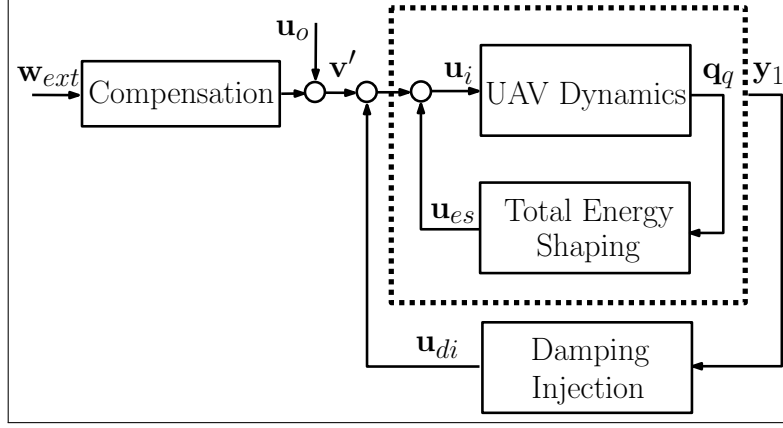 u_o
w_ext
Compensation
v'
u_i
UAV Dynamics
q_q
y_1
u_es
Total Energy
Shaping
u_di
Damping
Injection